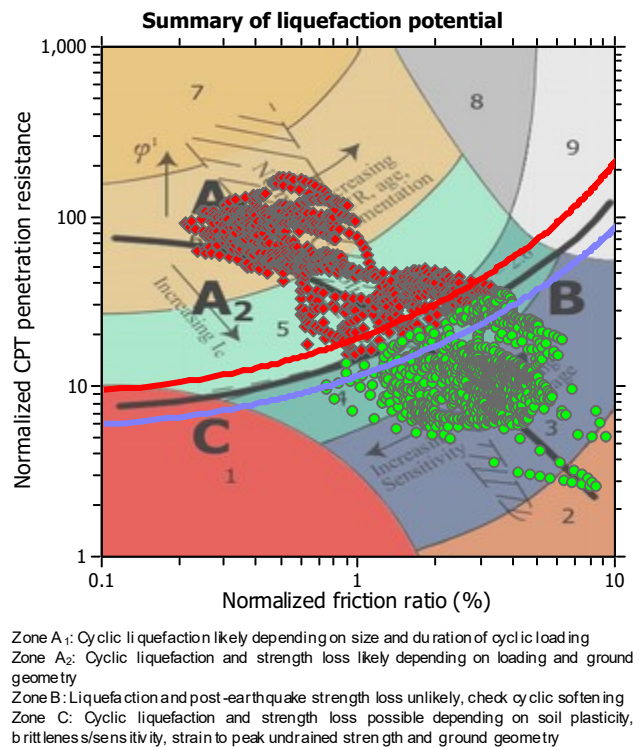 Summary of liquefaction potential
1,000
7
8
9
φ'
Increasing
age,
mentation
100
A
A₂
B
Increasing Ic
5
Normalized CPT penetration resistance
10
4
C
3
Increasing
Sensitivity
1
2
1
0.1
1
10
Normalized friction ratio (%)
Zone A₁: Cyclic liquefaction likely depending on size and duration of cyclic loading
Zone A₂: Cyclic liquefaction and strength loss likely depending on loading and ground
geometry
Zone B: Liquefaction and post-earthquake strength loss unlikely, check cyclic softening
Zone C: Cyclic liquefaction and strength loss possible depending on soil plasticity,
brittleness/sensitivity, strain to peak undrained strength and ground geometry